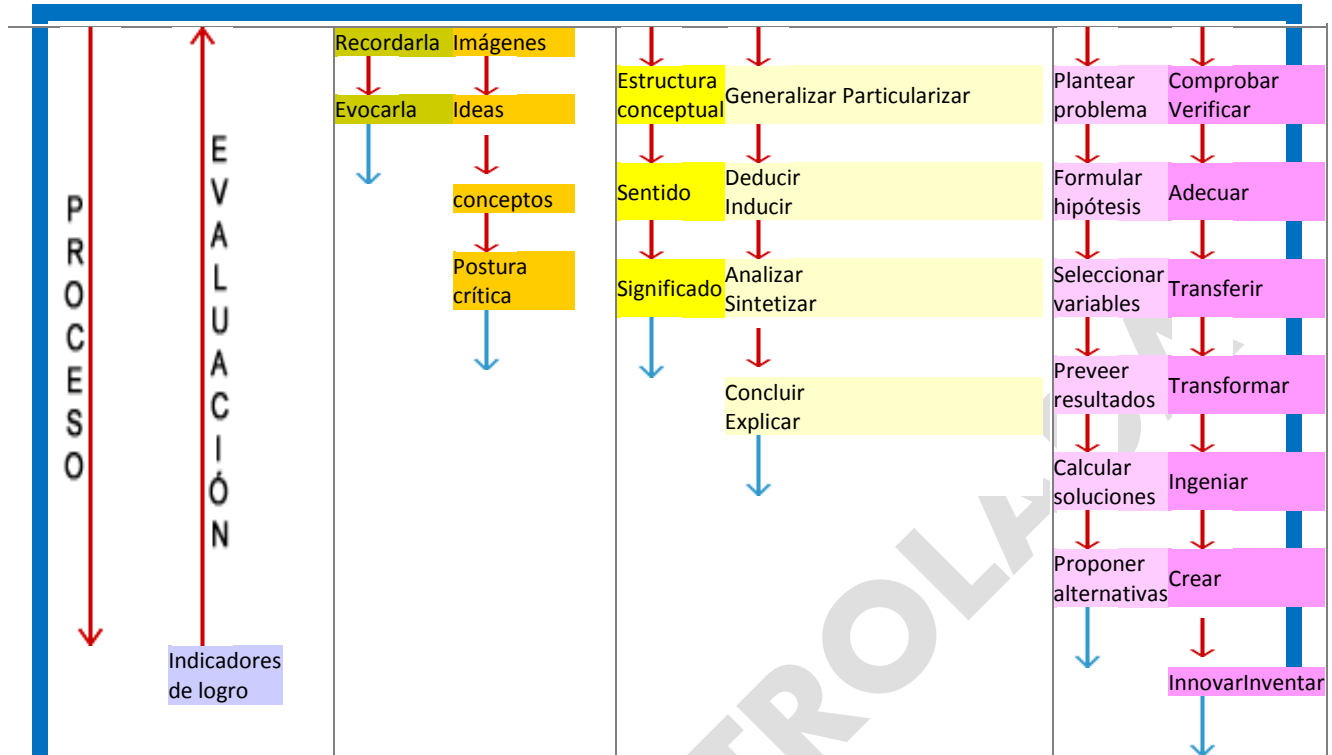 PROCESO
EVALUACIÓN
Indicadores
de logro
Recordarla
Evocarla
Imágenes
Ideas
conceptos
Postura
crítica
Estructura
conceptual
Sentido
Significado
Generalizar Particularizar
Deducir
Inducir
Analizar
Sintetizar
Concluir
Explicar
Plantear
problema
Formular
hipótesis
Seleccionar
variables
Preveer
resultados
Calcular
soluciones
Proponer
alternativas
Comprobar
Verificar
Adecuar
Transferir
Transformar
Ingeniar
Crear
InnovarInventar